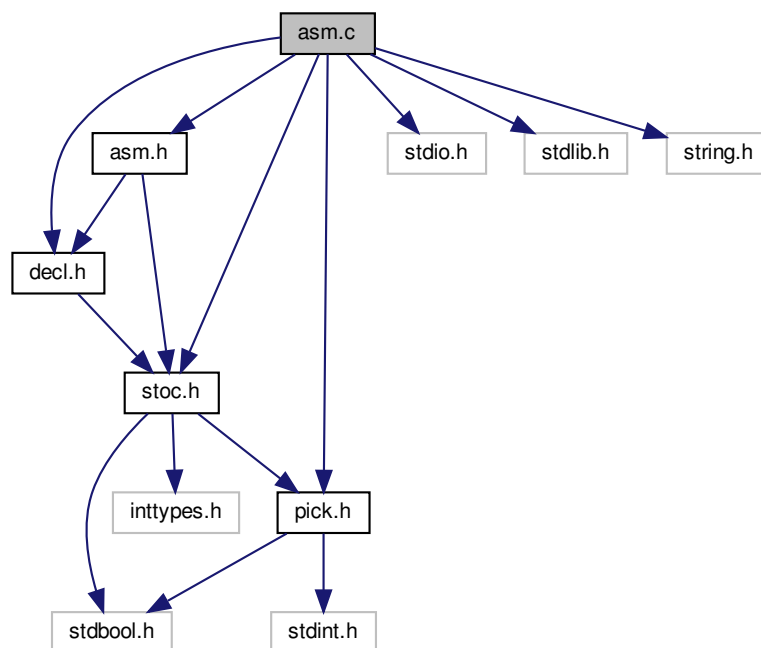 asm.c
asm.h
stdio.h
stdlib.h
string.h
decl.h
stoc.h
inttypes.h
pick.h
stdbool.h
stdint.h